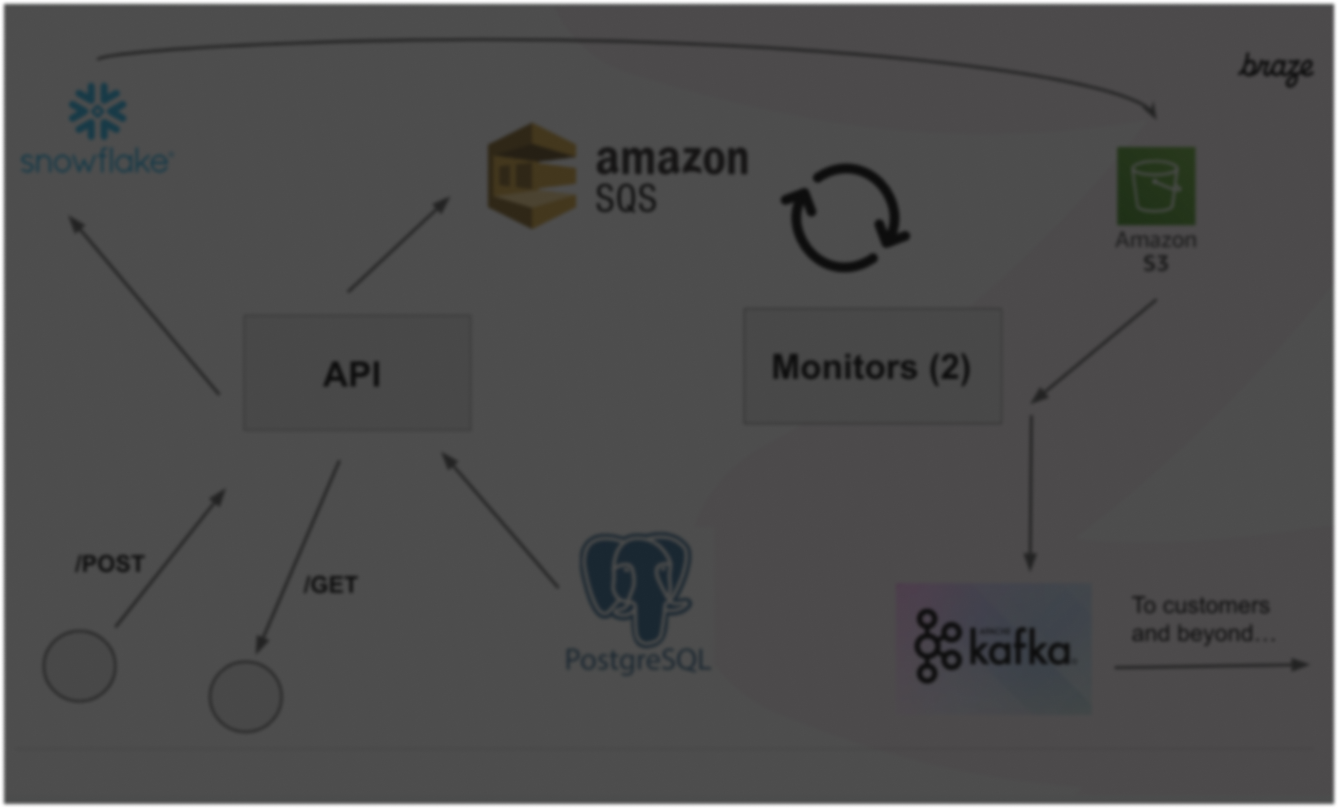 braze
snowflake
amazon
SQS
Amazon
S3
API
Monitors (2)
/POST
/GET
PostgreSQL
kafka
To customers
and beyond...